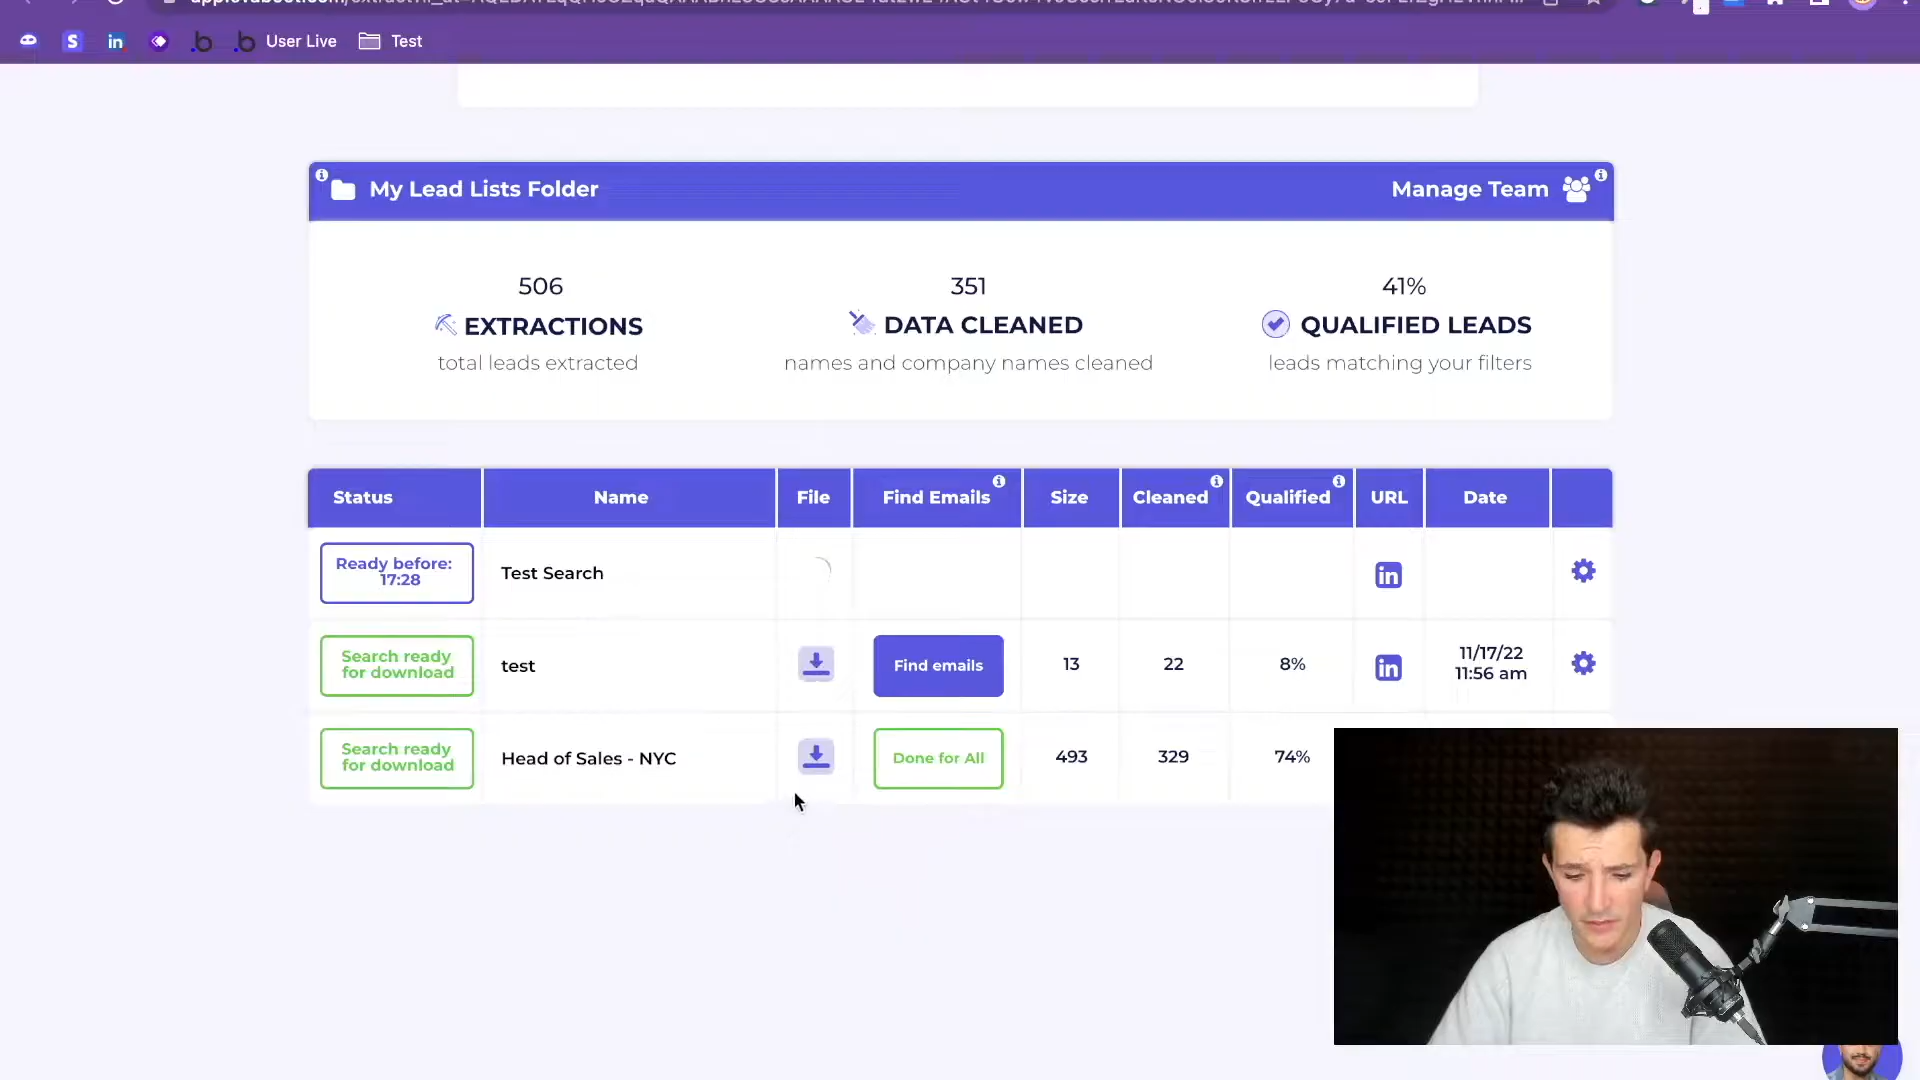 User Live
Test
My Lead Lists Folder
Manage Team
506
351
41%
EXTRACTIONS
DATA CLEANED
QUALIFIED LEADS
total leads extracted
names and company names cleaned
leads matching your filters
Status
Name
File
Find Emails
Size
Cleaned
Qualified
URL
Date
Ready before:
17:28
Test Search
Search ready
for download
test
Find emails
13
22
8%
11/17/22
11:56 am
Search ready
for download
Head of Sales - NYC
Done for All
493
329
74%